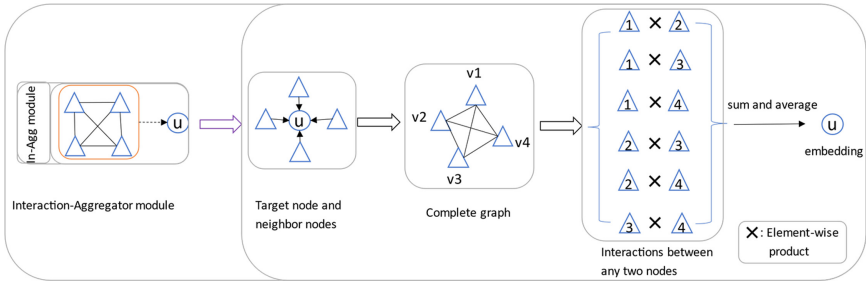 In-Agg module
u
Interaction-Aggregator module
u
Target node and
neighbor nodes
v1
v2
v4
v3
Complete graph
1 × 2
1 × 3
1 × 4
2 × 3
2 × 4
3 × 4
Interactions between
any two nodes
sum and average
u
embedding
×: Element-wise
product